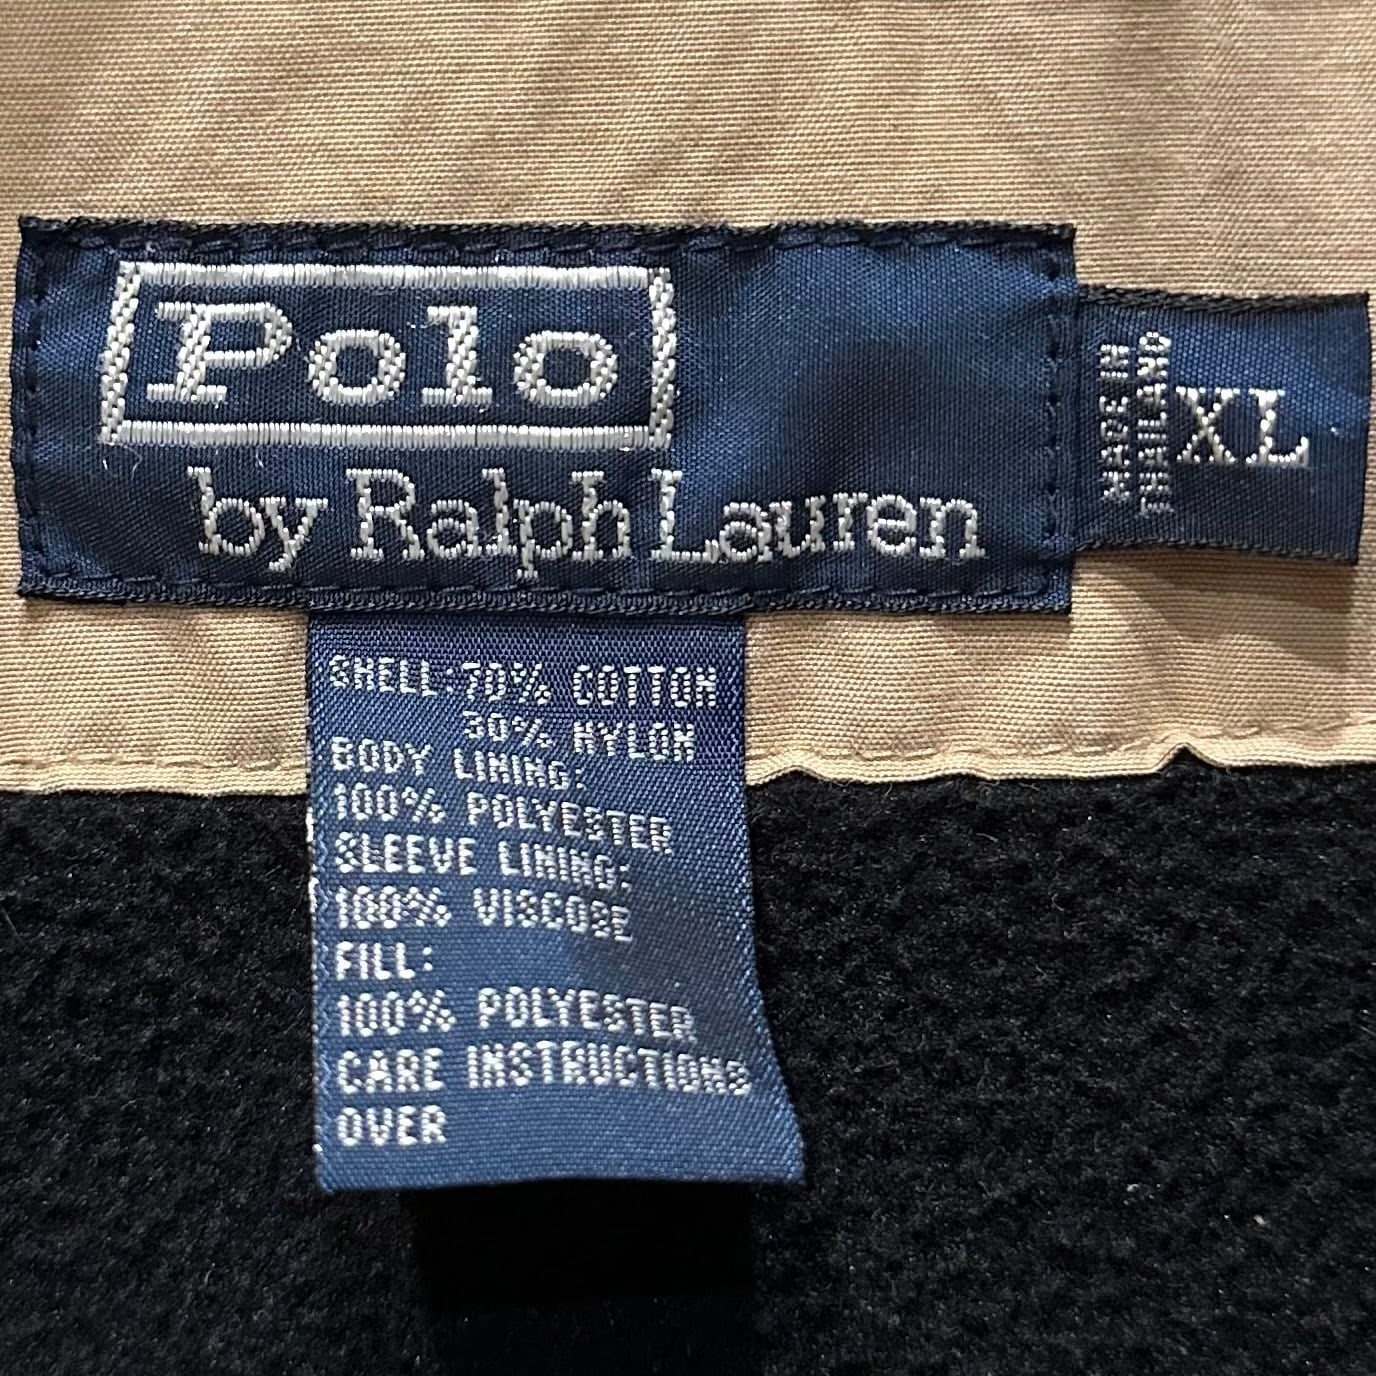 Polo
by Ralph Lauren
MADE IN
THAILAND
XL
SHELL:70% COTTON
30% NYLON
BODY LINING:
100% POLYESTER
SLEEVE LINING:
100% VISCOSE
FILL:
100% POLYESTER
CARE INSTRUCTIONS
OVER